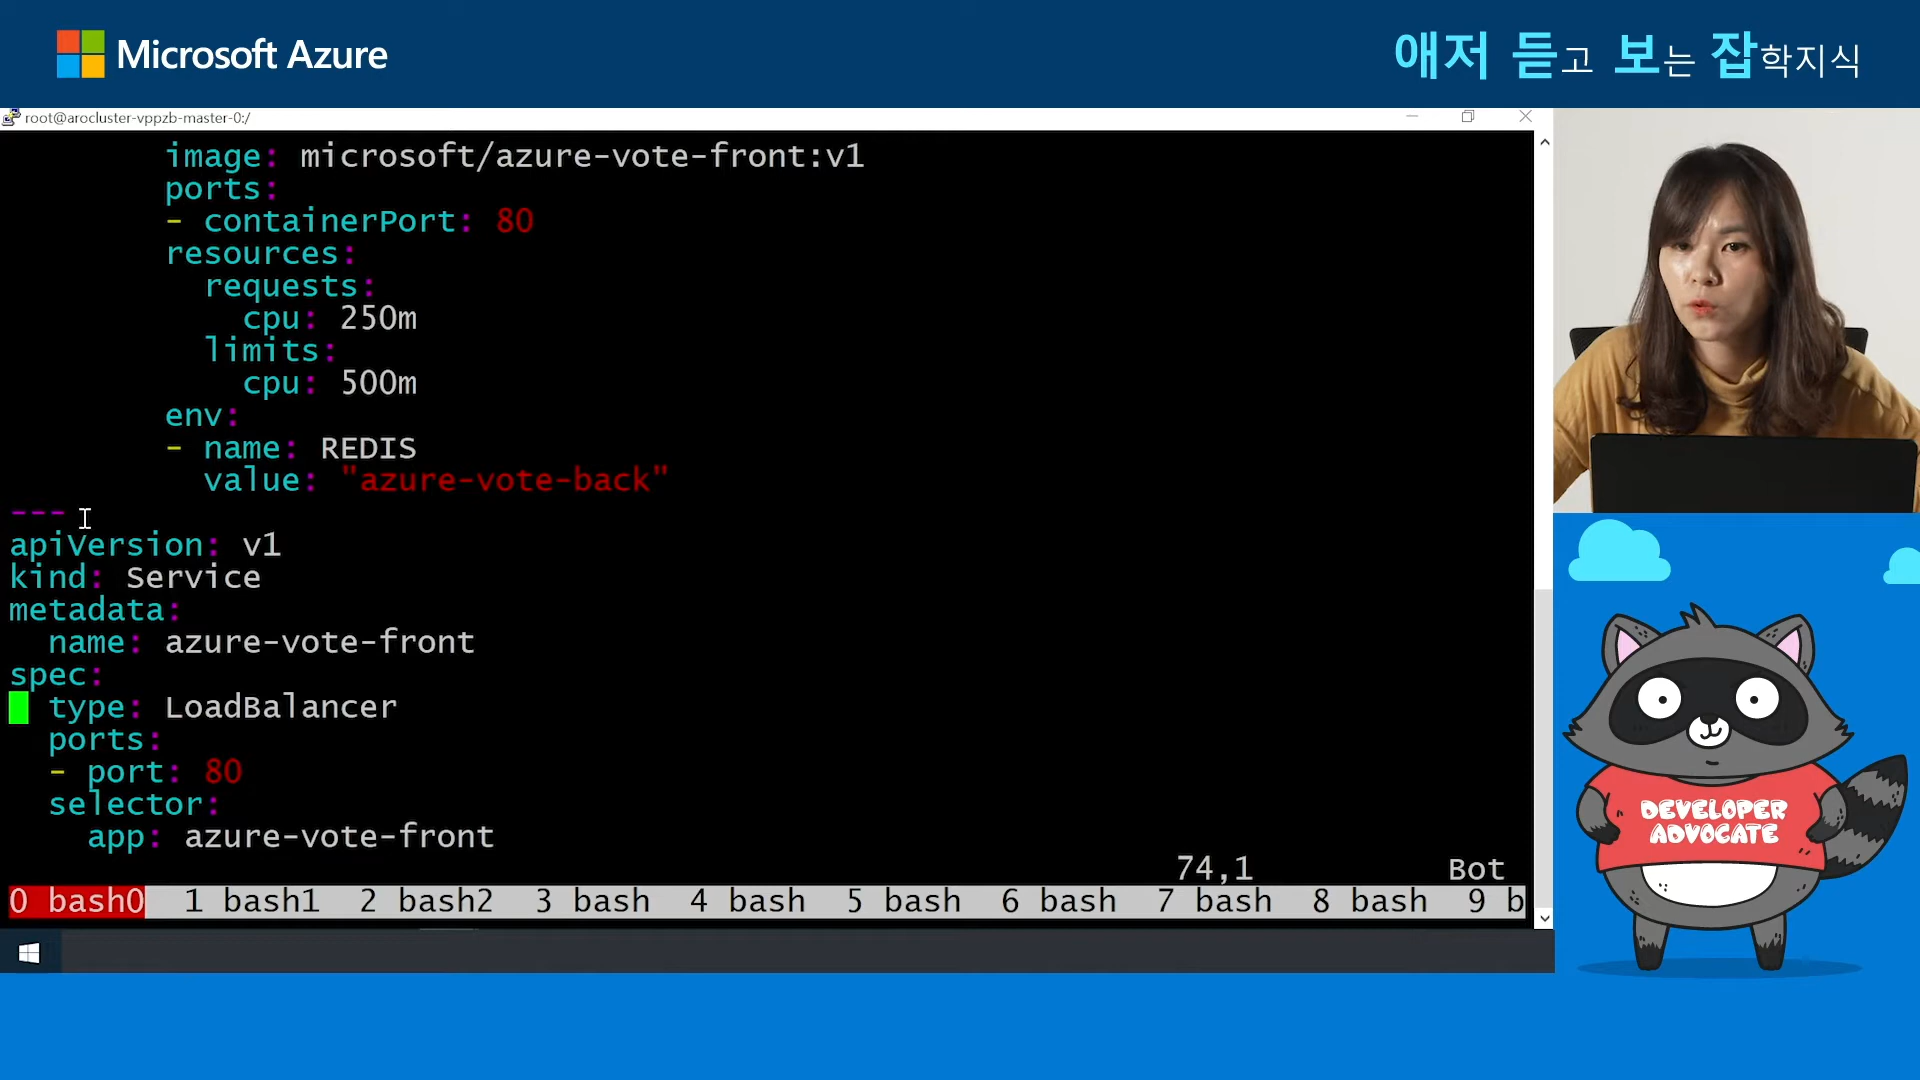 Microsoft Azure
애저 듣고 보는 잡학지식
root@arocluster-vppzb-master-0:/
image: microsoft/azure-vote-front:v1
ports:
- containerPort: 80
resources:
requests:
cpu: 250m
limits:
cpu: 500m
env:
- name: REDIS
value: "azure-vote-back"
---
apiVersion: v1
kind: Service
metadata:
name: azure-vote-front
spec:
type: LoadBalancer
ports:
- port: 80
selector:
app: azure-vote-front
74,1 Bot
0 bash0 1 bash1 2 bash2 3 bash 4 bash 5 bash 6 bash 7 bash 8 bash 9 b
DEVELOPER
ADVOCATE